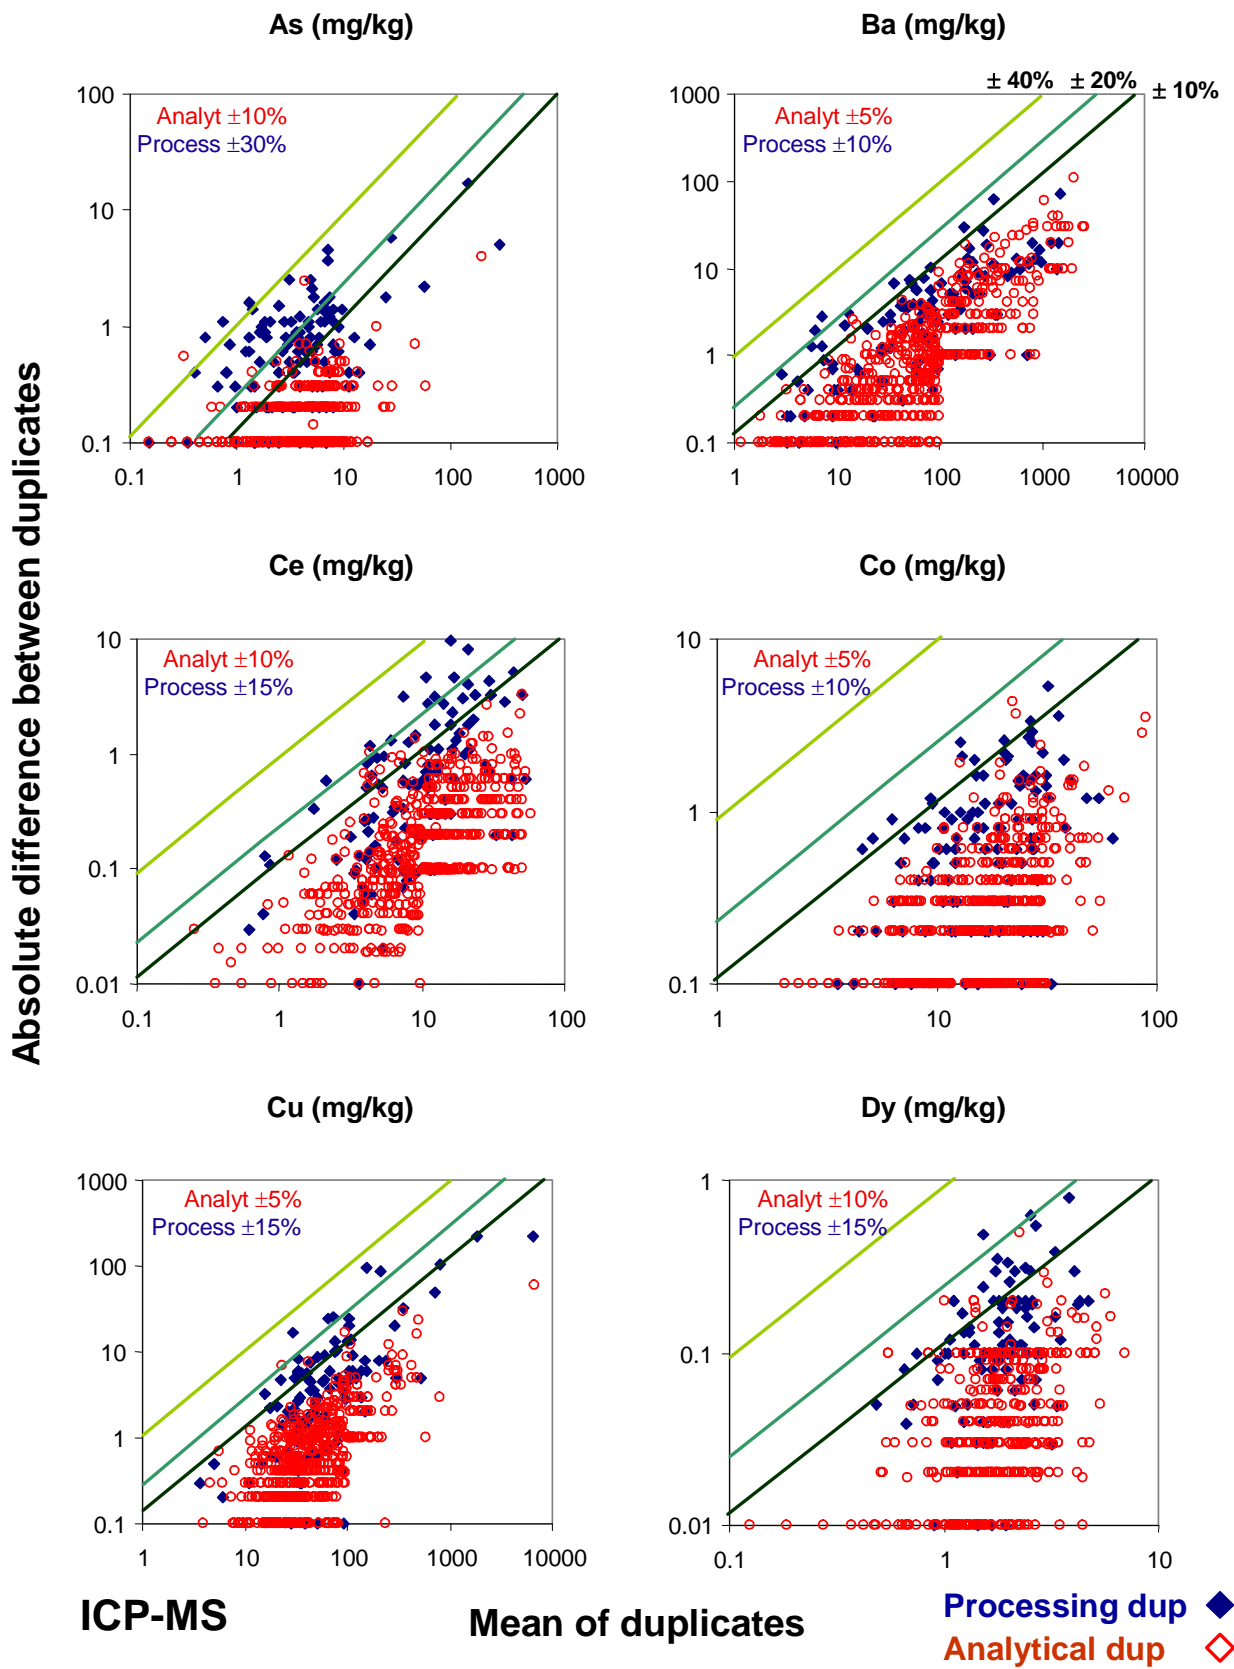 As (mg/kg)
Ba (mg/kg)
± 40% ± 20% ± 10%
100
10
1
0.1
Analyt ±10%
Process ±30%
0.1 1 10 100 1000
1000
100
10
1
0.1
Analyt ±5%
Process ±10%
1 10 100 1000 10000
Absolute difference between duplicates
Ce (mg/kg)
Co (mg/kg)
10
1
0.1
0.01
Analyt ±10%
Process ±15%
0.1 1 10 100
10
1
0.1
Analyt ±5%
Process ±10%
1 10 100
Cu (mg/kg)
Dy (mg/kg)
1000
100
10
1
0.1
Analyt ±5%
Process ±15%
1 10 100 1000 10000
1
0.1
0.01
Analyt ±10%
Process ±15%
0.1 1 10
ICP-MS
Mean of duplicates
Processing dup
Analytical dup